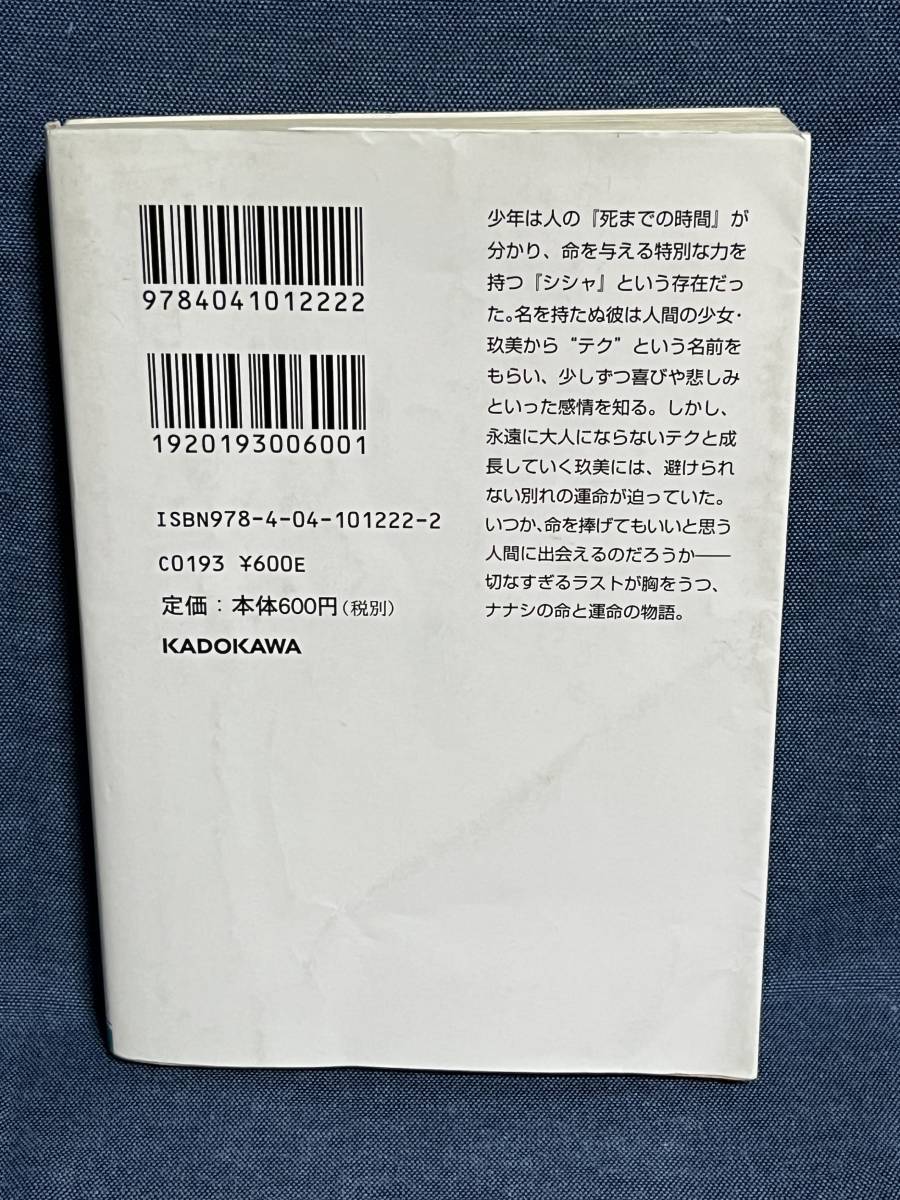 9784041012222
1920193006001
ISBN978-4-04-101222-2
C0193 ¥600E
定価：本体600円（税別）
KADOKAWA
少年は人の『死までの時間』が
分かり、命を与える特別な力を
持つ『シシャ』という存在だっ
た。名を持たぬ彼は人間の少女・
玖美から“テク”という名前を
もらい、少しずつ喜びや悲しみ
といった感情を知る。しかし、
永遠に大人にならないテクと成
長していく玖美には、避けられ
ない別れの運命が迫っていた。
いつか、命を捧げてもいいと思う
人間に出会えるのだろうか――
切なすぎるラストが胸をうつ、
ナナシの命と運命の物語。